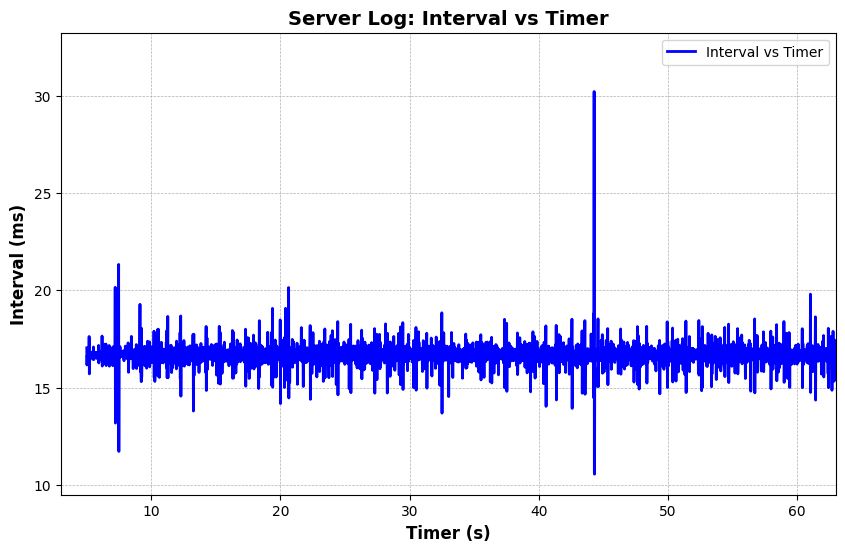 Server Log: Interval vs Timer
Interval vs Timer
30
25
20
15
10
Interval (ms)
10 20 30 40 50 60
Timer (s)